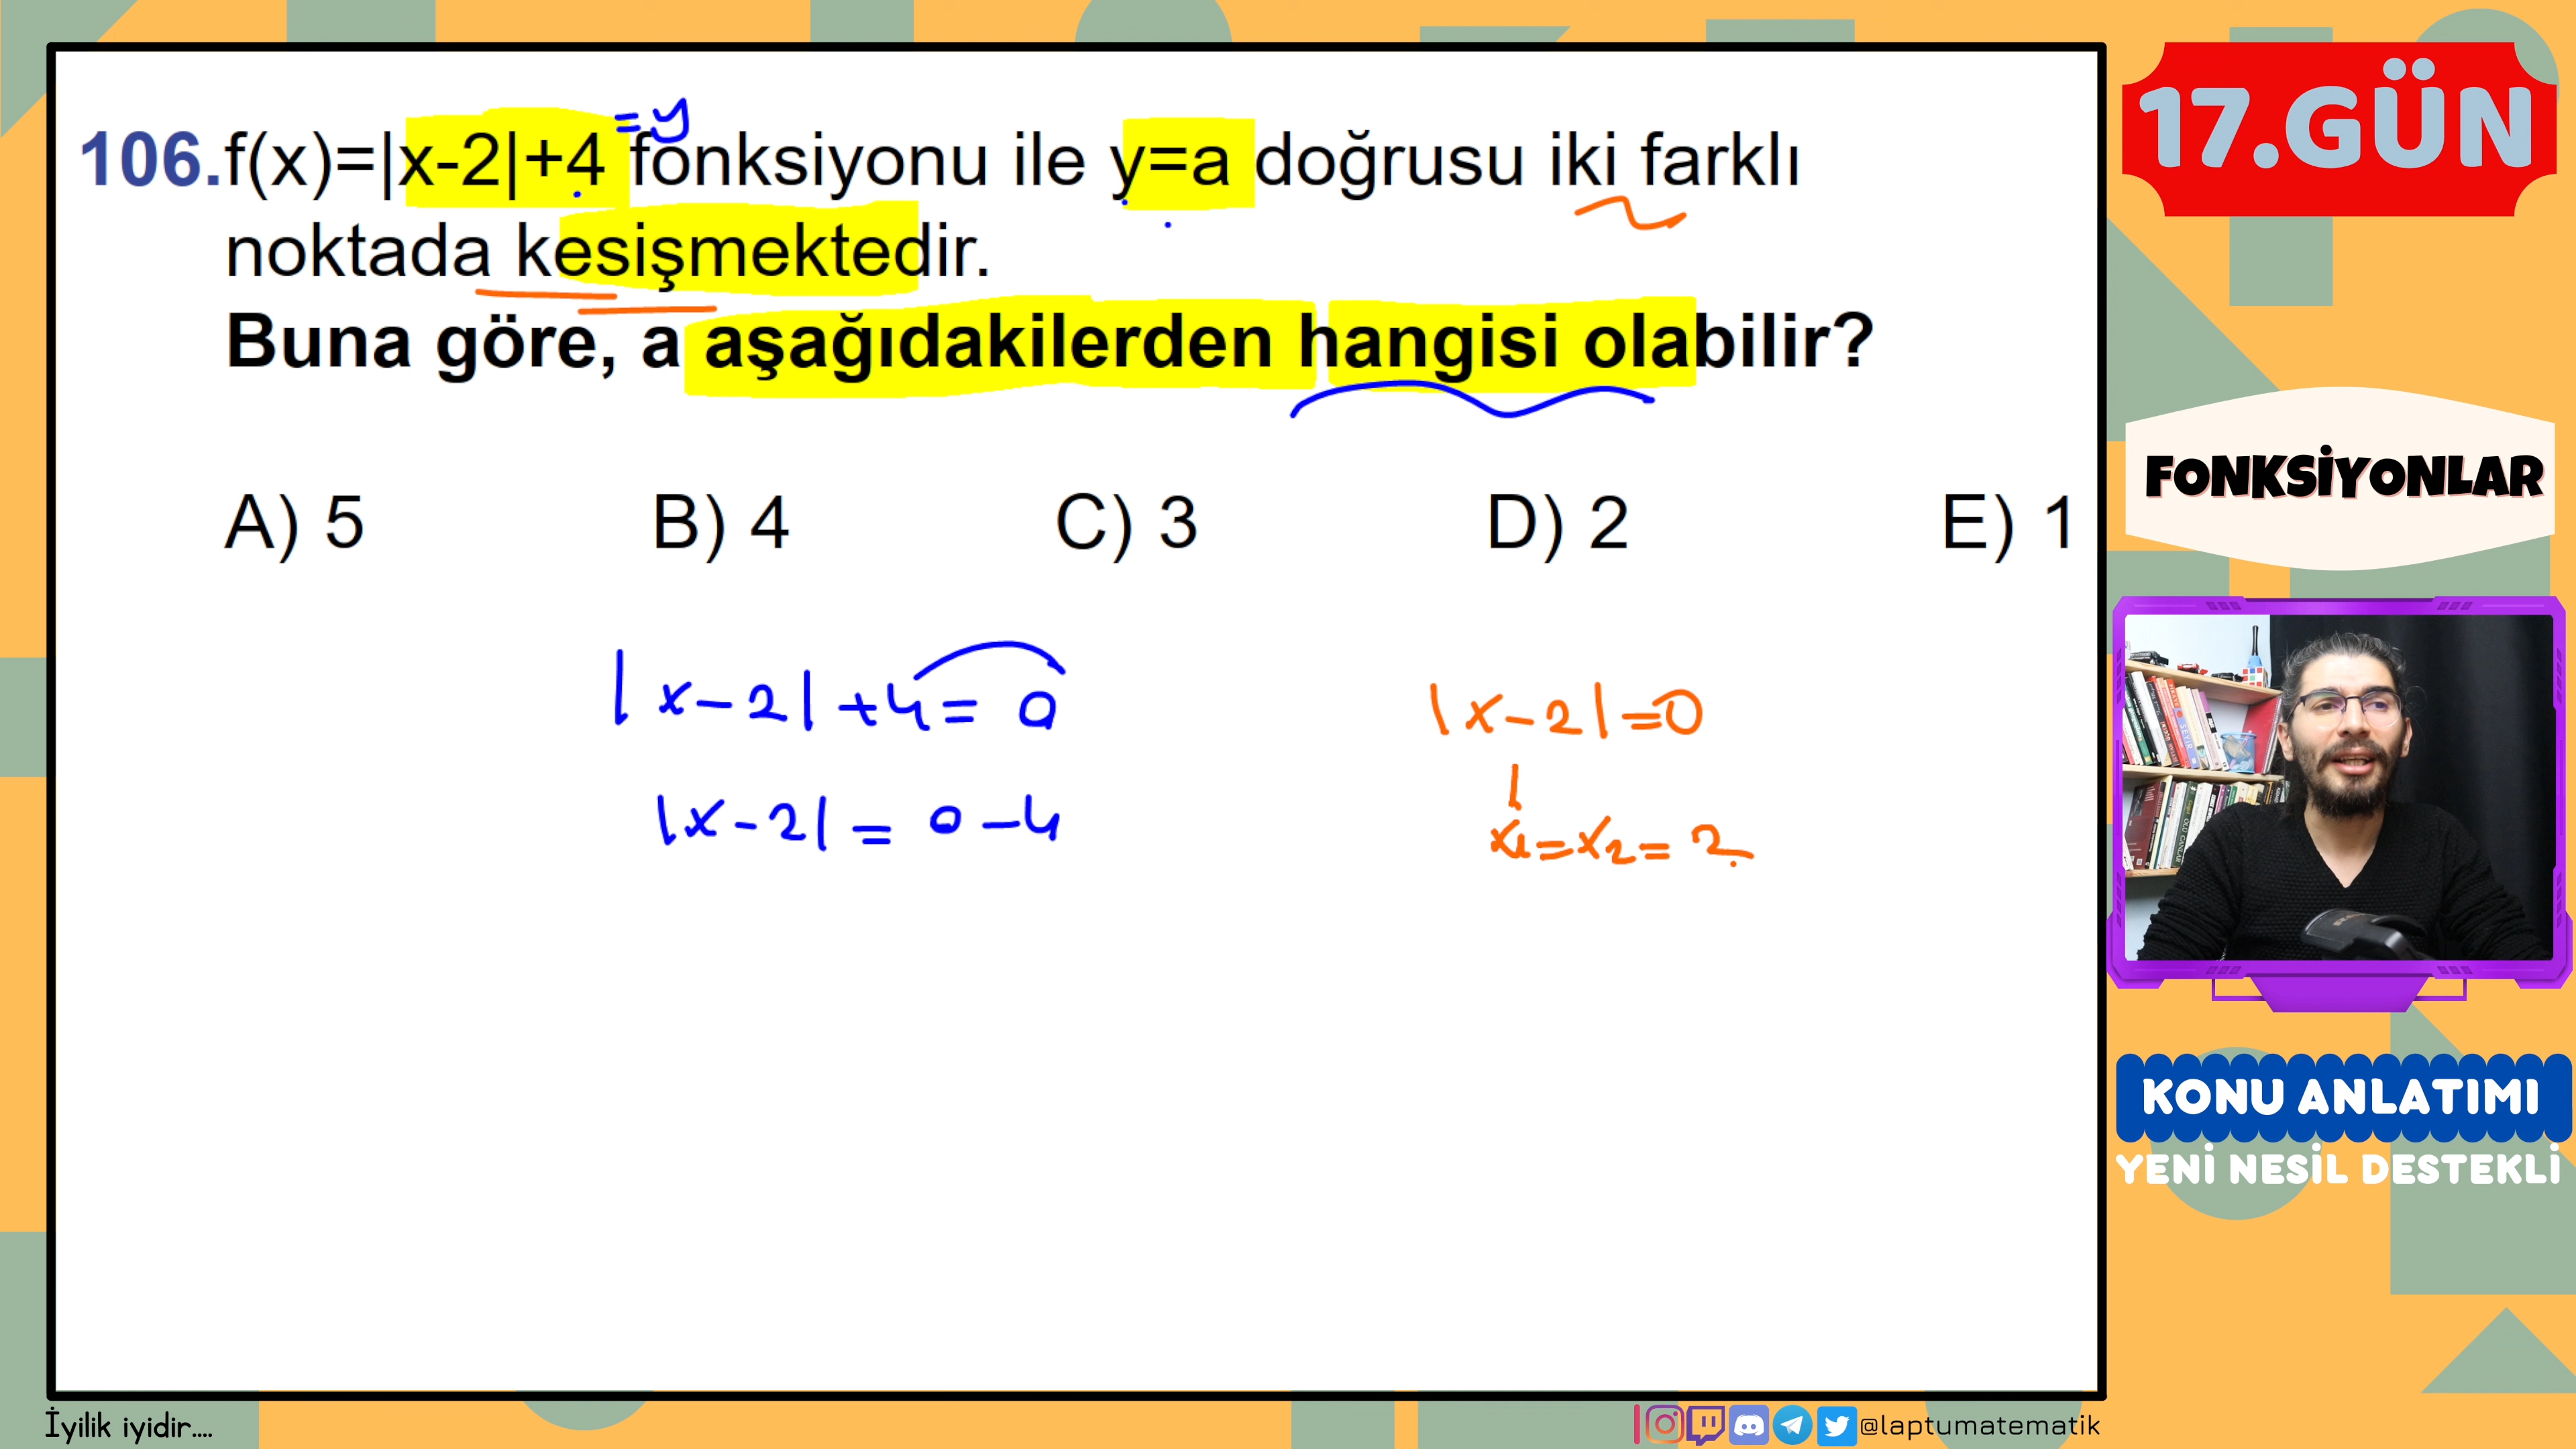 17.GÜN
106.f(x)=|x-2|+4 =y fonksiyonu ile y=a doğrusu iki farklı
noktada kesişmektedir.
Buna göre, a aşağıdakilerden hangisi olabilir?
A) 5 B) 4 C) 3 D) 2 E) 1
FONKSİYONLAR
|x-2|+4=a
|x-2|=a-4
|x-2|=0
x1=x2=2
KONU ANLATIMI
YENİ NESİL DESTEKLİ
İyilik iyidir....
@laptumatematik